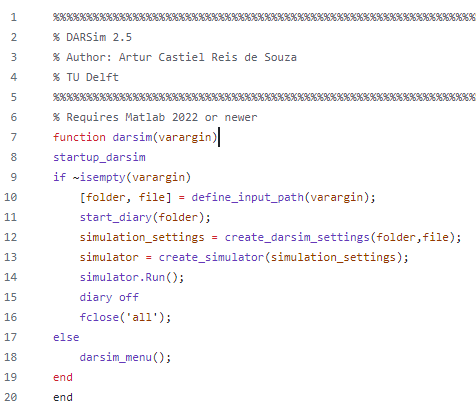 1 %%%%%%%%%%%%%%%%%%%%%%%%%%%%%%%%%%%%%%%%%%%%%%%%%%%%%%%%%%%%%%%%
2 % DARSim 2.5
3 % Author: Artur Castiel Reis de Souza
4 % TU Delft
5 %%%%%%%%%%%%%%%%%%%%%%%%%%%%%%%%%%%%%%%%%%%%%%%%%%%%%%%%%%%%%%%%
6 % Requires Matlab 2022 or newer
7 function darsim(varargin)
8 startup_darsim
9 if ~isempty(varargin)
10     [folder, file] = define_input_path(varargin);
11     start_diary(folder);
12     simulation_settings = create_darsim_settings(folder,file);
13     simulator = create_simulator(simulation_settings);
14     simulator.Run();
15     diary off
16     fclose('all');
17 else
18     darsim_menu();
19 end
20 end